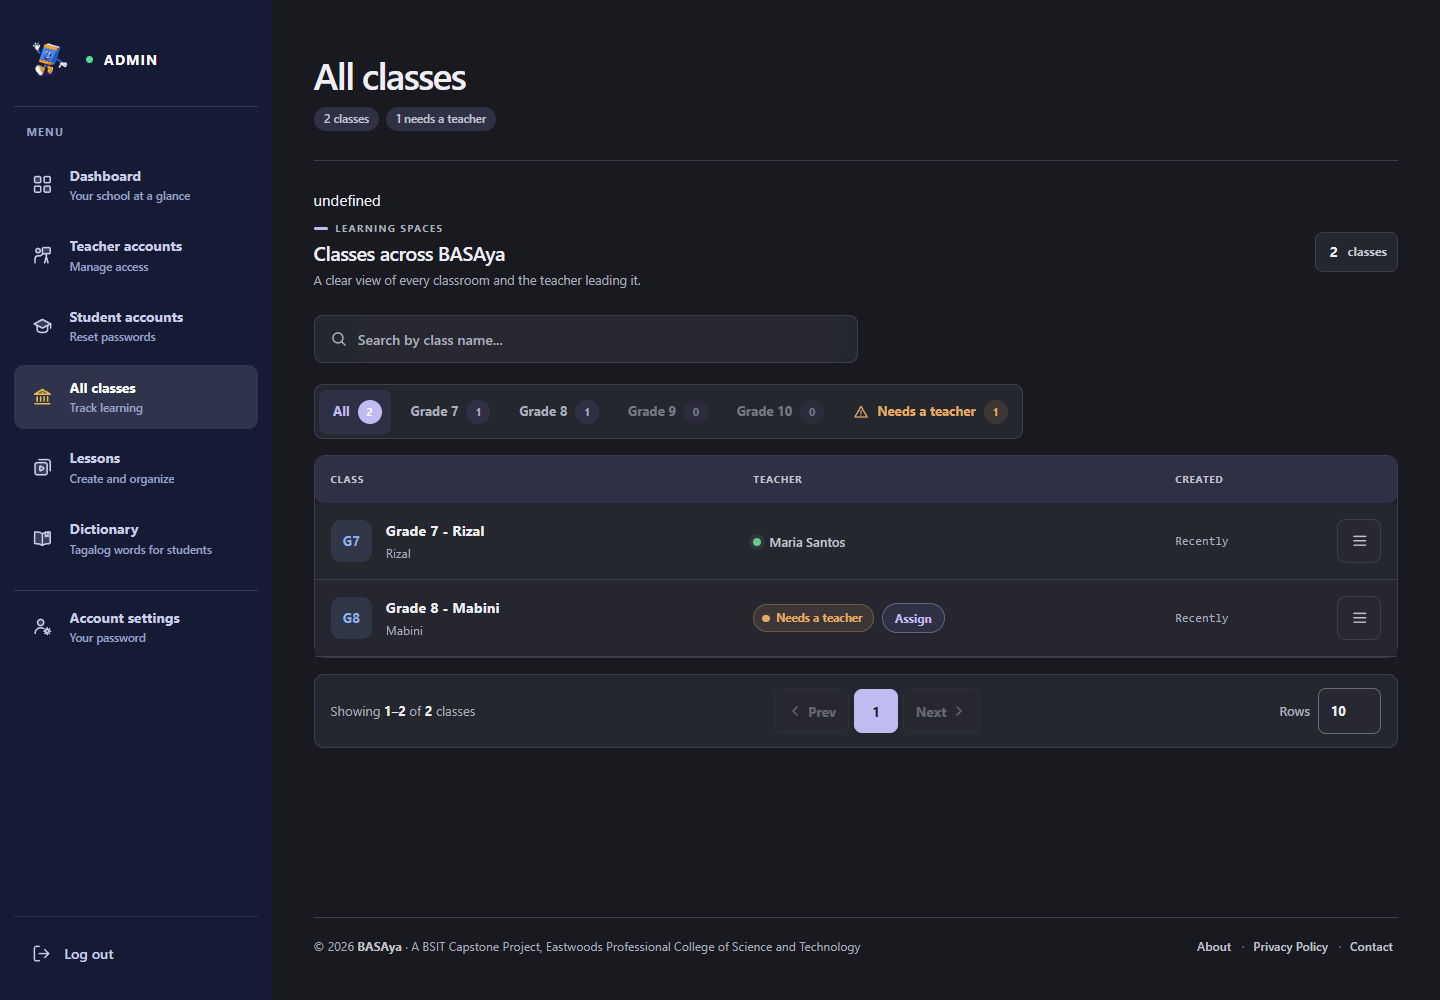 ADMIN
MENU
Dashboard
Your school at a glance
Teacher accounts
Manage access
Student accounts
Reset passwords
All classes
Track learning
Lessons
Create and organize
Dictionary
Tagalog words for students
Account settings
Your password
Log out
All classes
2 classes 1 needs a teacher
undefined
LEARNING SPACES
Classes across BASAya
A clear view of every classroom and the teacher leading it.
2 classes
Search by class name...
All 2 Grade 7 1 Grade 8 1 Grade 9 0 Grade 10 0 Needs a teacher 1
CLASS TEACHER CREATED
G7 Grade 7 - Rizal Maria Santos Recently
Rizal
G8 Grade 8 - Mabini Needs a teacher Assign Recently
Mabini
Showing 1–2 of 2 classes Prev 1 Next Rows 10
© 2026 BASAya · A BSIT Capstone Project, Eastwoods Professional College of Science and Technology About · Privacy Policy · Contact